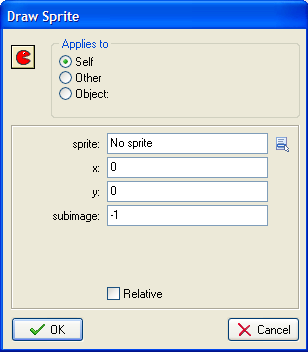 Draw Sprite
Applies to
Self
Other
Object:
sprite: No sprite
x: 0
y: 0
subimage: -1
Relative
OK Cancel